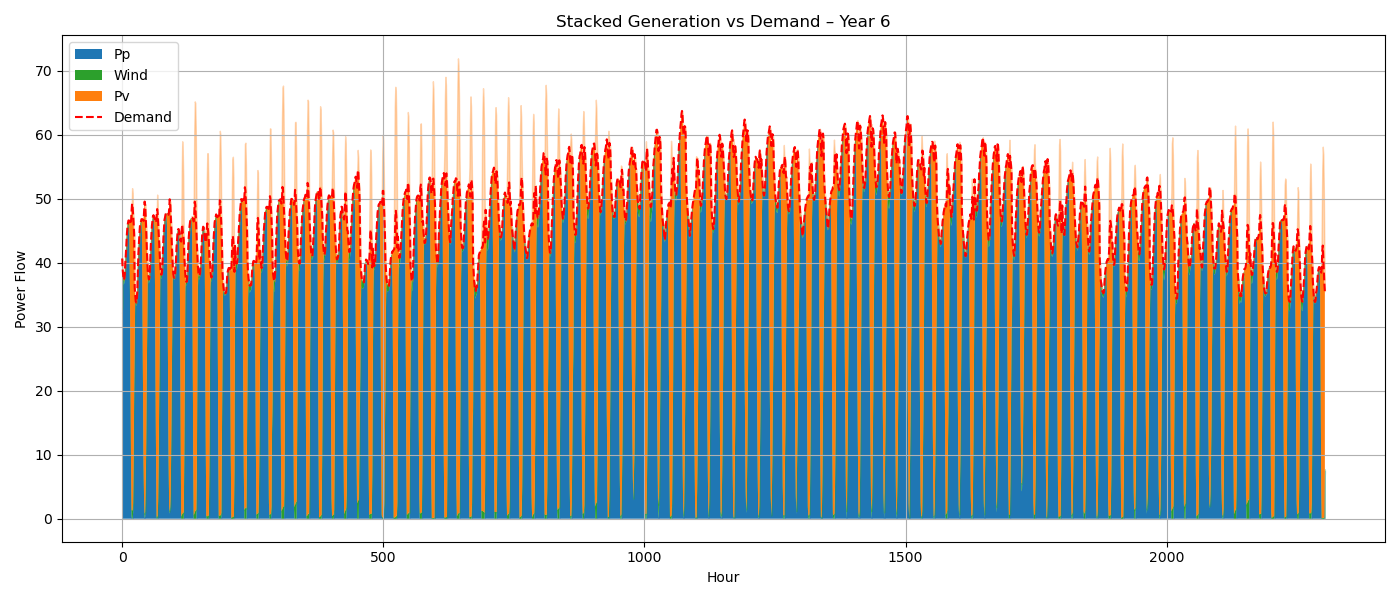 Stacked Generation vs Demand – Year 6
Pp
Wind
Pv
Demand
Power Flow
70
60
50
40
30
20
10
0
0 500 1000 1500 2000
Hour